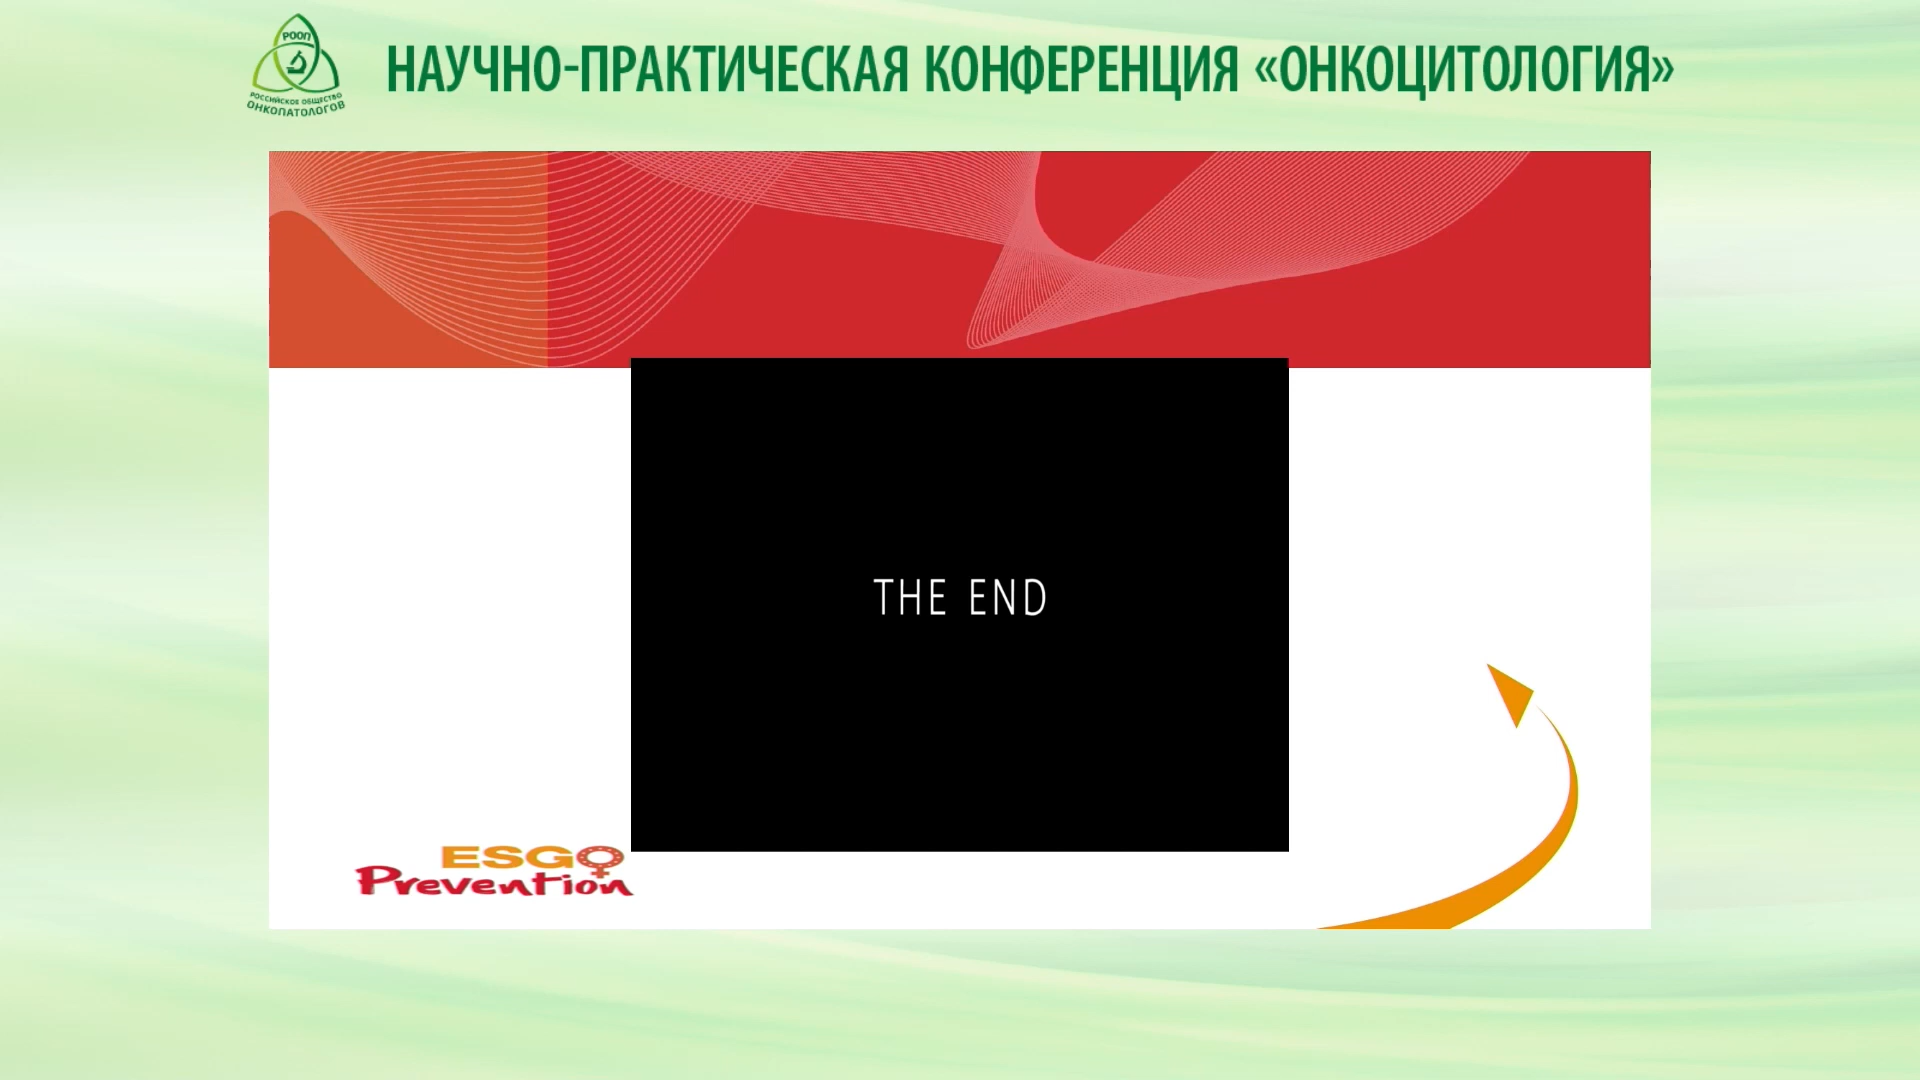 РООП
РОССИЙСКОЕ ОБЩЕСТВО
ОНКОПАТОЛОГОВ
НАУЧНО-ПРАКТИЧЕСКАЯ КОНФЕРЕНЦИЯ «ОНКОЦИТОЛОГИЯ»
THE END
ESGO
Prevention